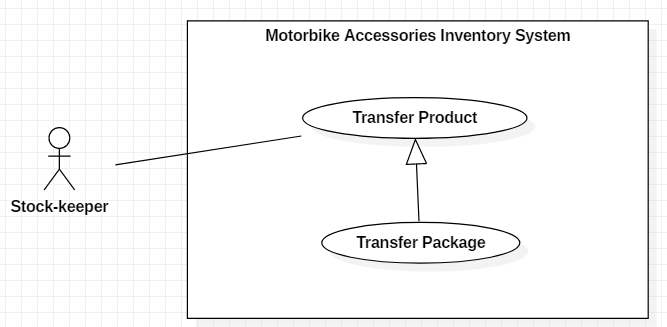 Motorbike Accessories Inventory System
Transfer Product
Stock-keeper
Transfer Package